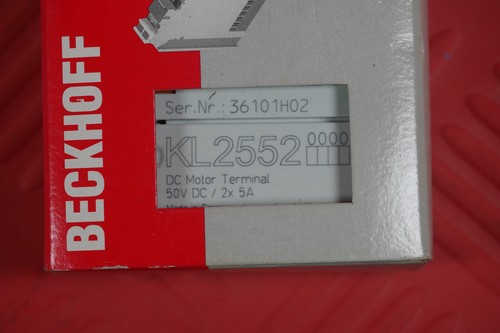 BECKHOFF
Ser.Nr.: 36101H02
KL2552 0000
DC Motor Terminal
50V DC / 2x 5A